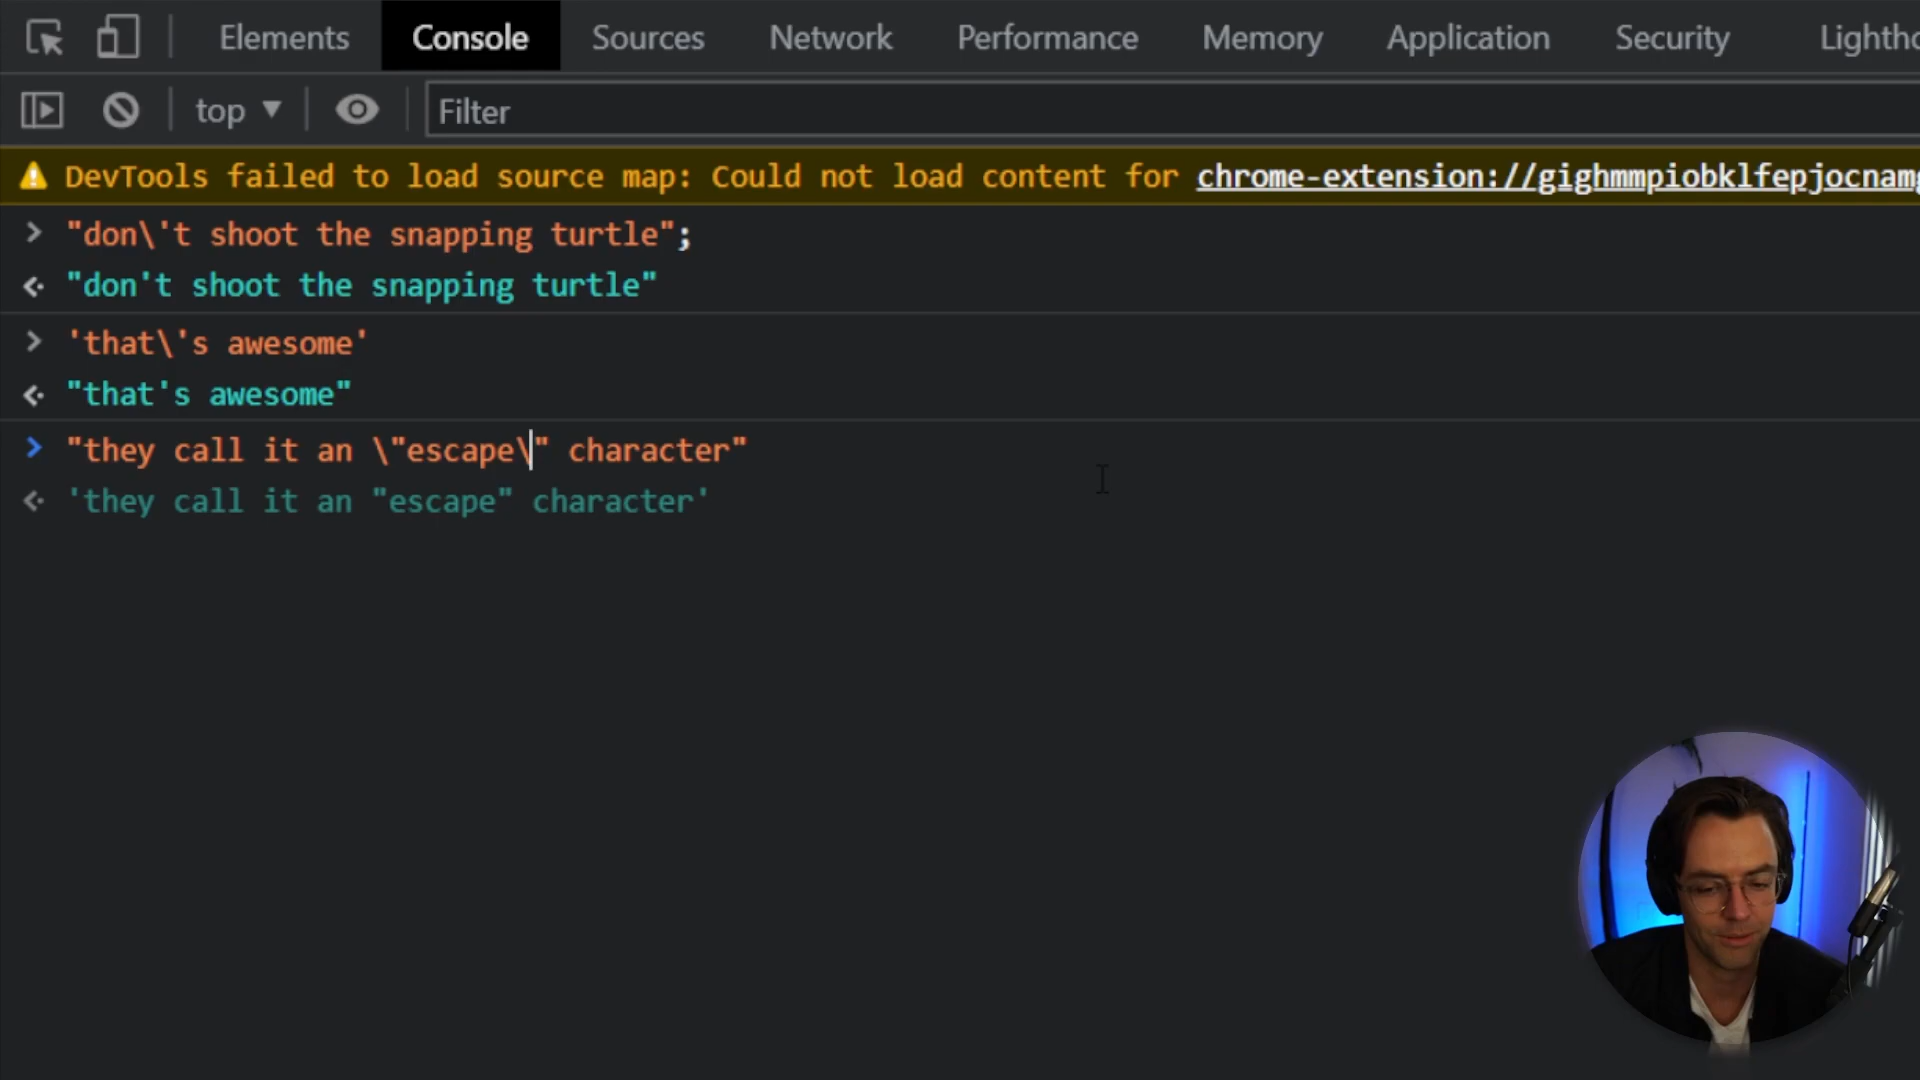 Elements Console Sources Network Performance Memory Application Security Lighthc
top Filter
DevTools failed to load source map: Could not load content for chrome-extension://gighmmpiobklfepjocnamg
> "don\'t shoot the snapping turtle";
"don't shoot the snapping turtle"
> 'that\'s awesome'
"that's awesome"
> "they call it an \"escape\" character"
'they call it an "escape" character'